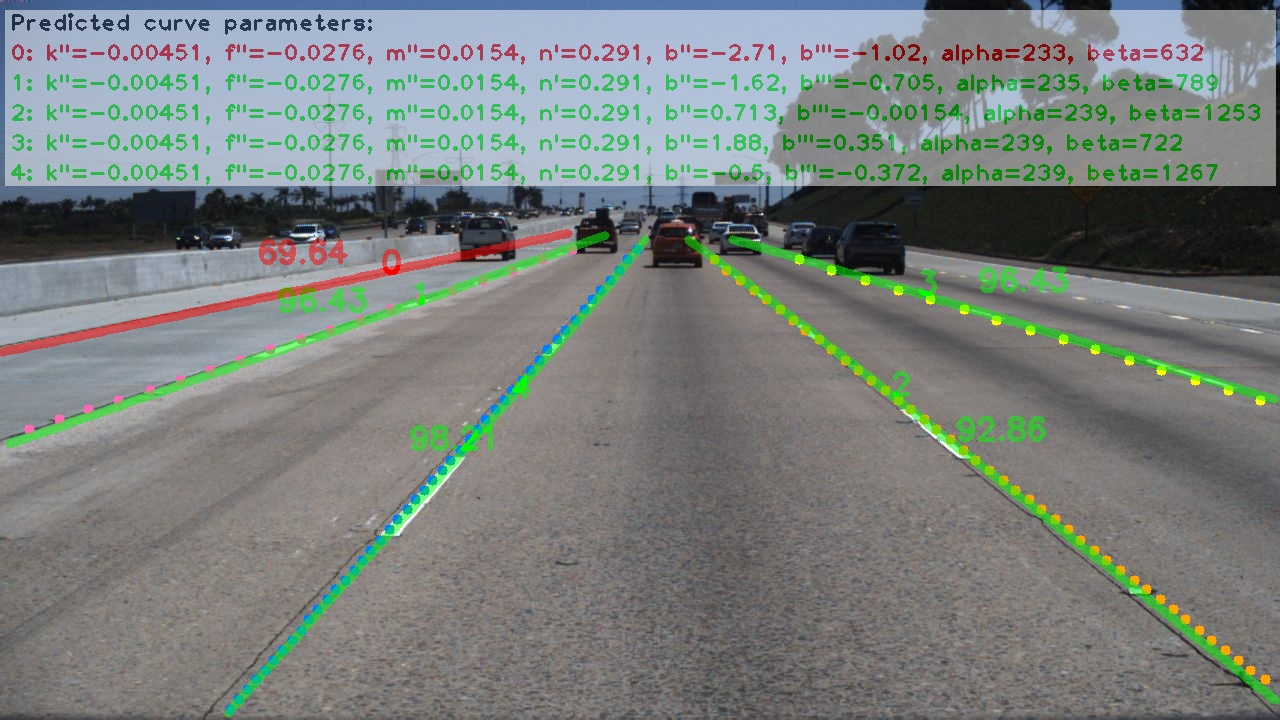 Predicted curve parameters:
0: k"=-0.00451, f"=-0.0276, m"=0.0154, n'=0.291, b"=-2.71, b'"=-1.02, alpha=233, beta=632
1: k"=-0.00451, f"=-0.0276, m"=0.0154, n'=0.291, b"=-1.62, b'"=-0.705, alpha=235, beta=789
2: k"=-0.00451, f"=-0.0276, m"=0.0154, n'=0.291, b"=0.713, b'"=-0.00154, alpha=239, beta=1253
3: k"=-0.00451, f"=-0.0276, m"=0.0154, n'=0.291, b"=1.88, b'"=0.351, alpha=239, beta=722
4: k"=-0.00451, f"=-0.0276, m"=0.0154, n'=0.291, b"=-0.5, b'"=-0.372, alpha=239, beta=1267
69.64 0
1
3 96.43
4 2
92.86